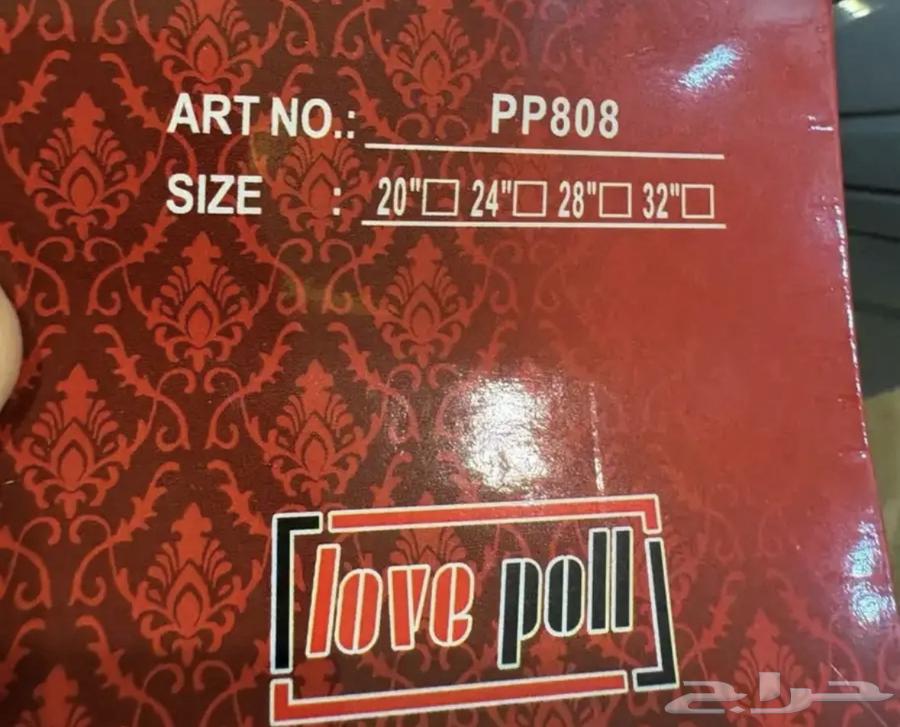 ART NO.: PP808
SIZE : 20"☐ 24"☐ 28"☐ 32"☐
love poll
حراج